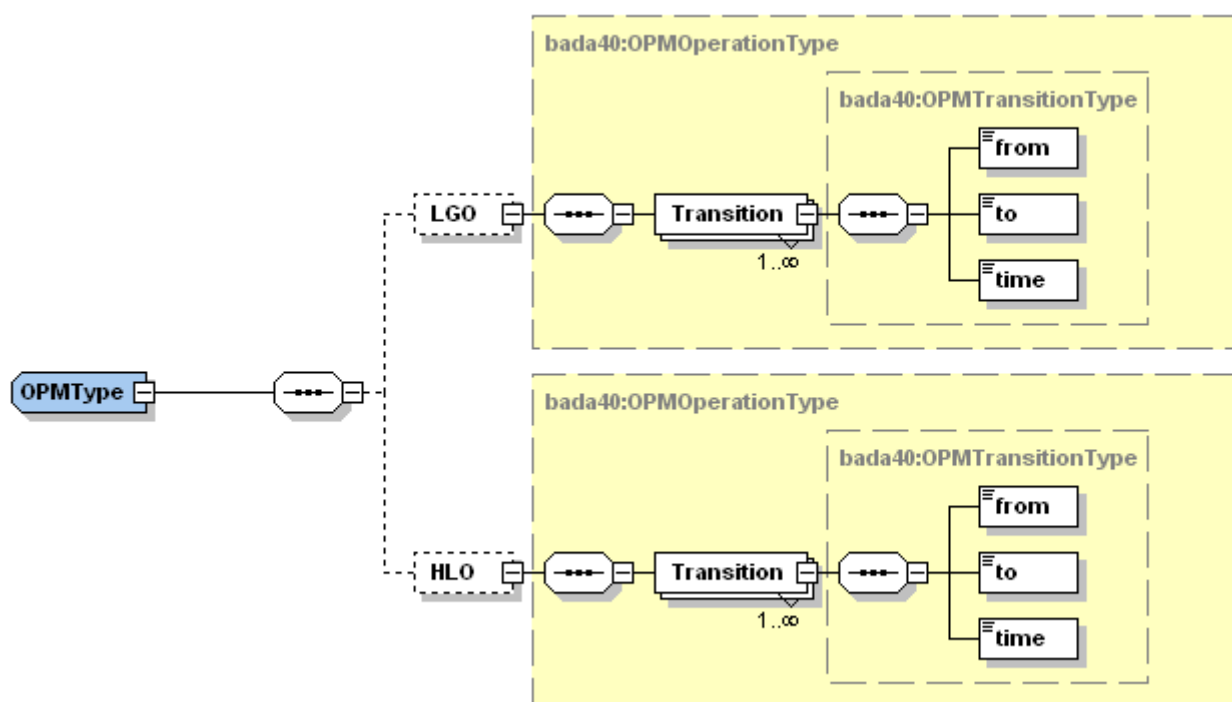 bada40:OPMOperationType
bada40:OPMTransitionType
from
LGO
Transition
to
1..∞
time
OPMType
bada40:OPMOperationType
bada40:OPMTransitionType
from
HLO
Transition
to
1..∞
time